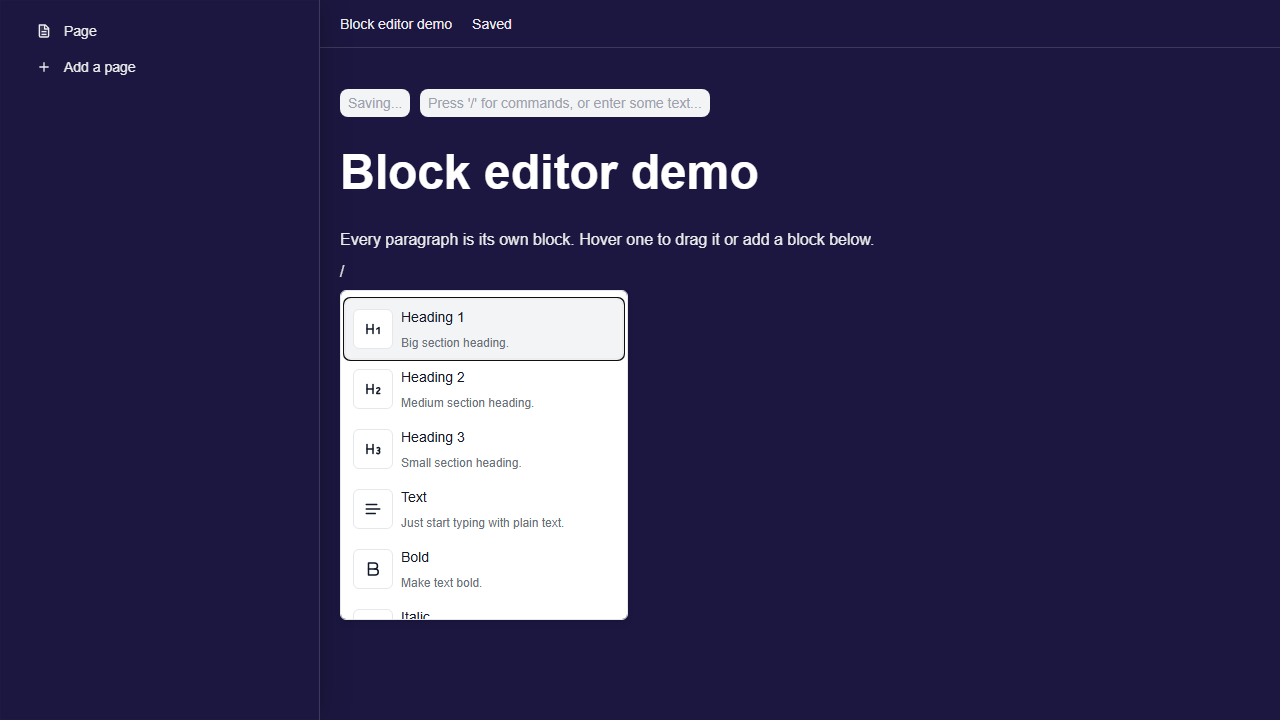 Page
Add a page
Block editor demo
Saved
Saving...
Press '/' for commands, or enter some text...
Block editor demo
Every paragraph is its own block. Hover one to drag it or add a block below.
/
H1
Heading 1
Big section heading.
H2
Heading 2
Medium section heading.
H3
Heading 3
Small section heading.
Text
Just start typing with plain text.
B
Bold
Make text bold.
Italic